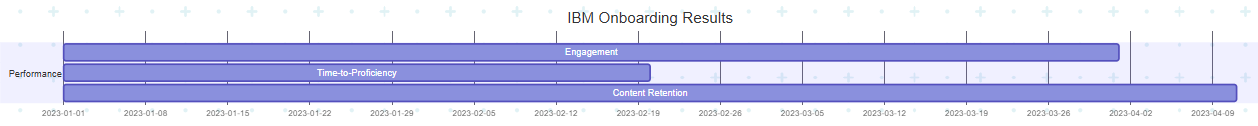 IBM Onboarding Results
Engagement
Performance
Time-to-Proficiency
Content Retention
2023-01-01 2023-01-08 2023-01-15 2023-01-22 2023-01-29 2023-02-05 2023-02-12 2023-02-19 2023-02-26 2023-03-05 2023-03-12 2023-03-19 2023-03-26 2023-04-02 2023-04-09